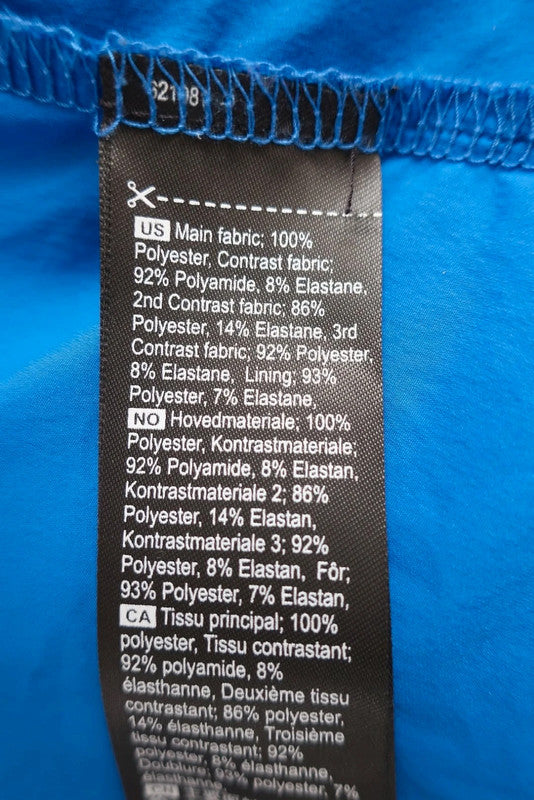 62198
US Main fabric; 100%
Polyester, Contrast fabric;
92% Polyamide, 8% Elastane,
2nd Contrast fabric; 86%
Polyester, 14% Elastane, 3rd
Contrast fabric; 92% Polyester,
8% Elastane, Lining; 93%
Polyester, 7% Elastane,
NO Hovedmateriale; 100%
Polyester, Kontrastmateriale;
92% Polyamide, 8% Elastan,
Kontrastmateriale 2; 86%
Polyester, 14% Elastan,
Kontrastmateriale 3; 92%
Polyester, 8% Elastan, Fôr;
93% Polyester, 7% Elastan,
CA Tissu principal; 100%
polyester, Tissu contrastant;
92% polyamide, 8%
élasthanne, Deuxième tissu
contrastant; 86% polyester,
14% élasthanne, Troisième
tissu contrastant; 92%
polyester, 8% élasthanne,
Doublure; 93% polyester, 7%
élasthanne,